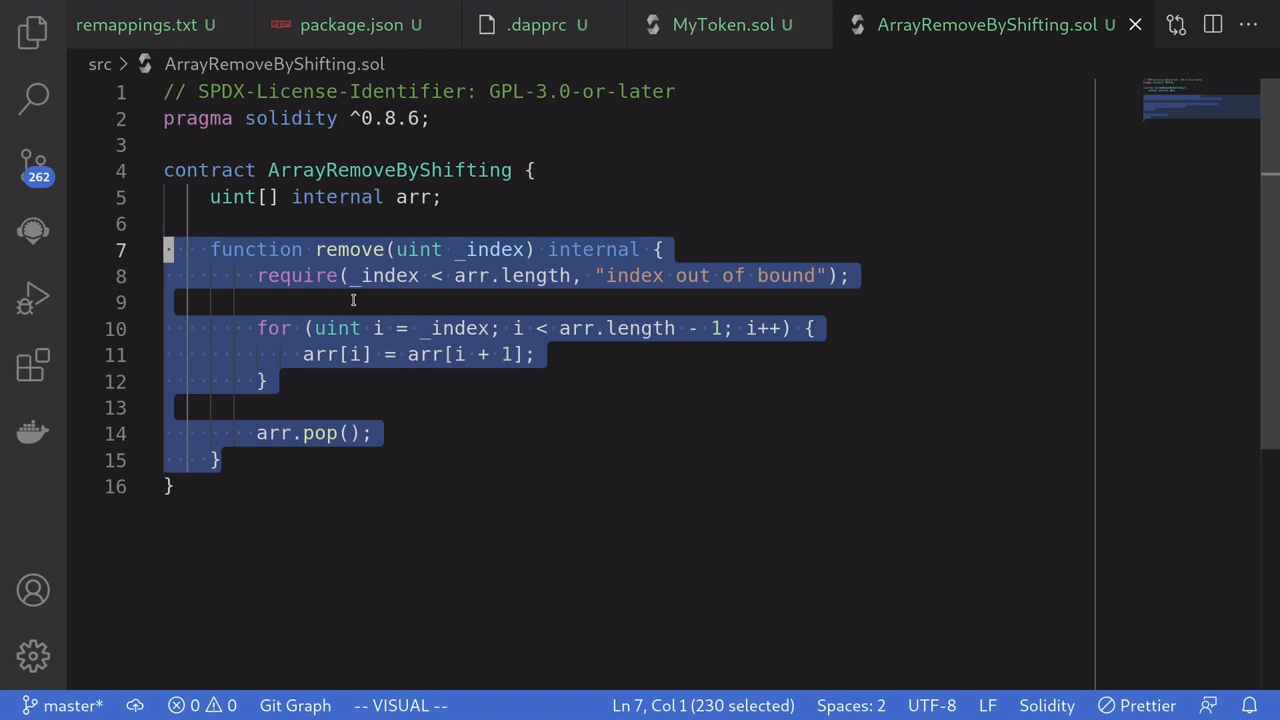 remappings.txt U package.json U .dapprc U MyToken.sol U ArrayRemoveByShifting.sol U
src > ArrayRemoveByShifting.sol
1 // SPDX-License-Identifier: GPL-3.0-or-later
2 pragma solidity ^0.8.6;
3
4 contract ArrayRemoveByShifting {
5 uint[] internal arr;
6
7 function remove(uint _index) internal {
8 require(_index < arr.length, "index out of bound");
9
10 for (uint i = _index; i < arr.length - 1; i++) {
11 arr[i] = arr[i + 1];
12 }
13
14 arr.pop();
15 }
16 }
262
master* 0 0 Git Graph -- VISUAL -- Ln 7, Col 1 (230 selected) Spaces: 2 UTF-8 LF Solidity Prettier